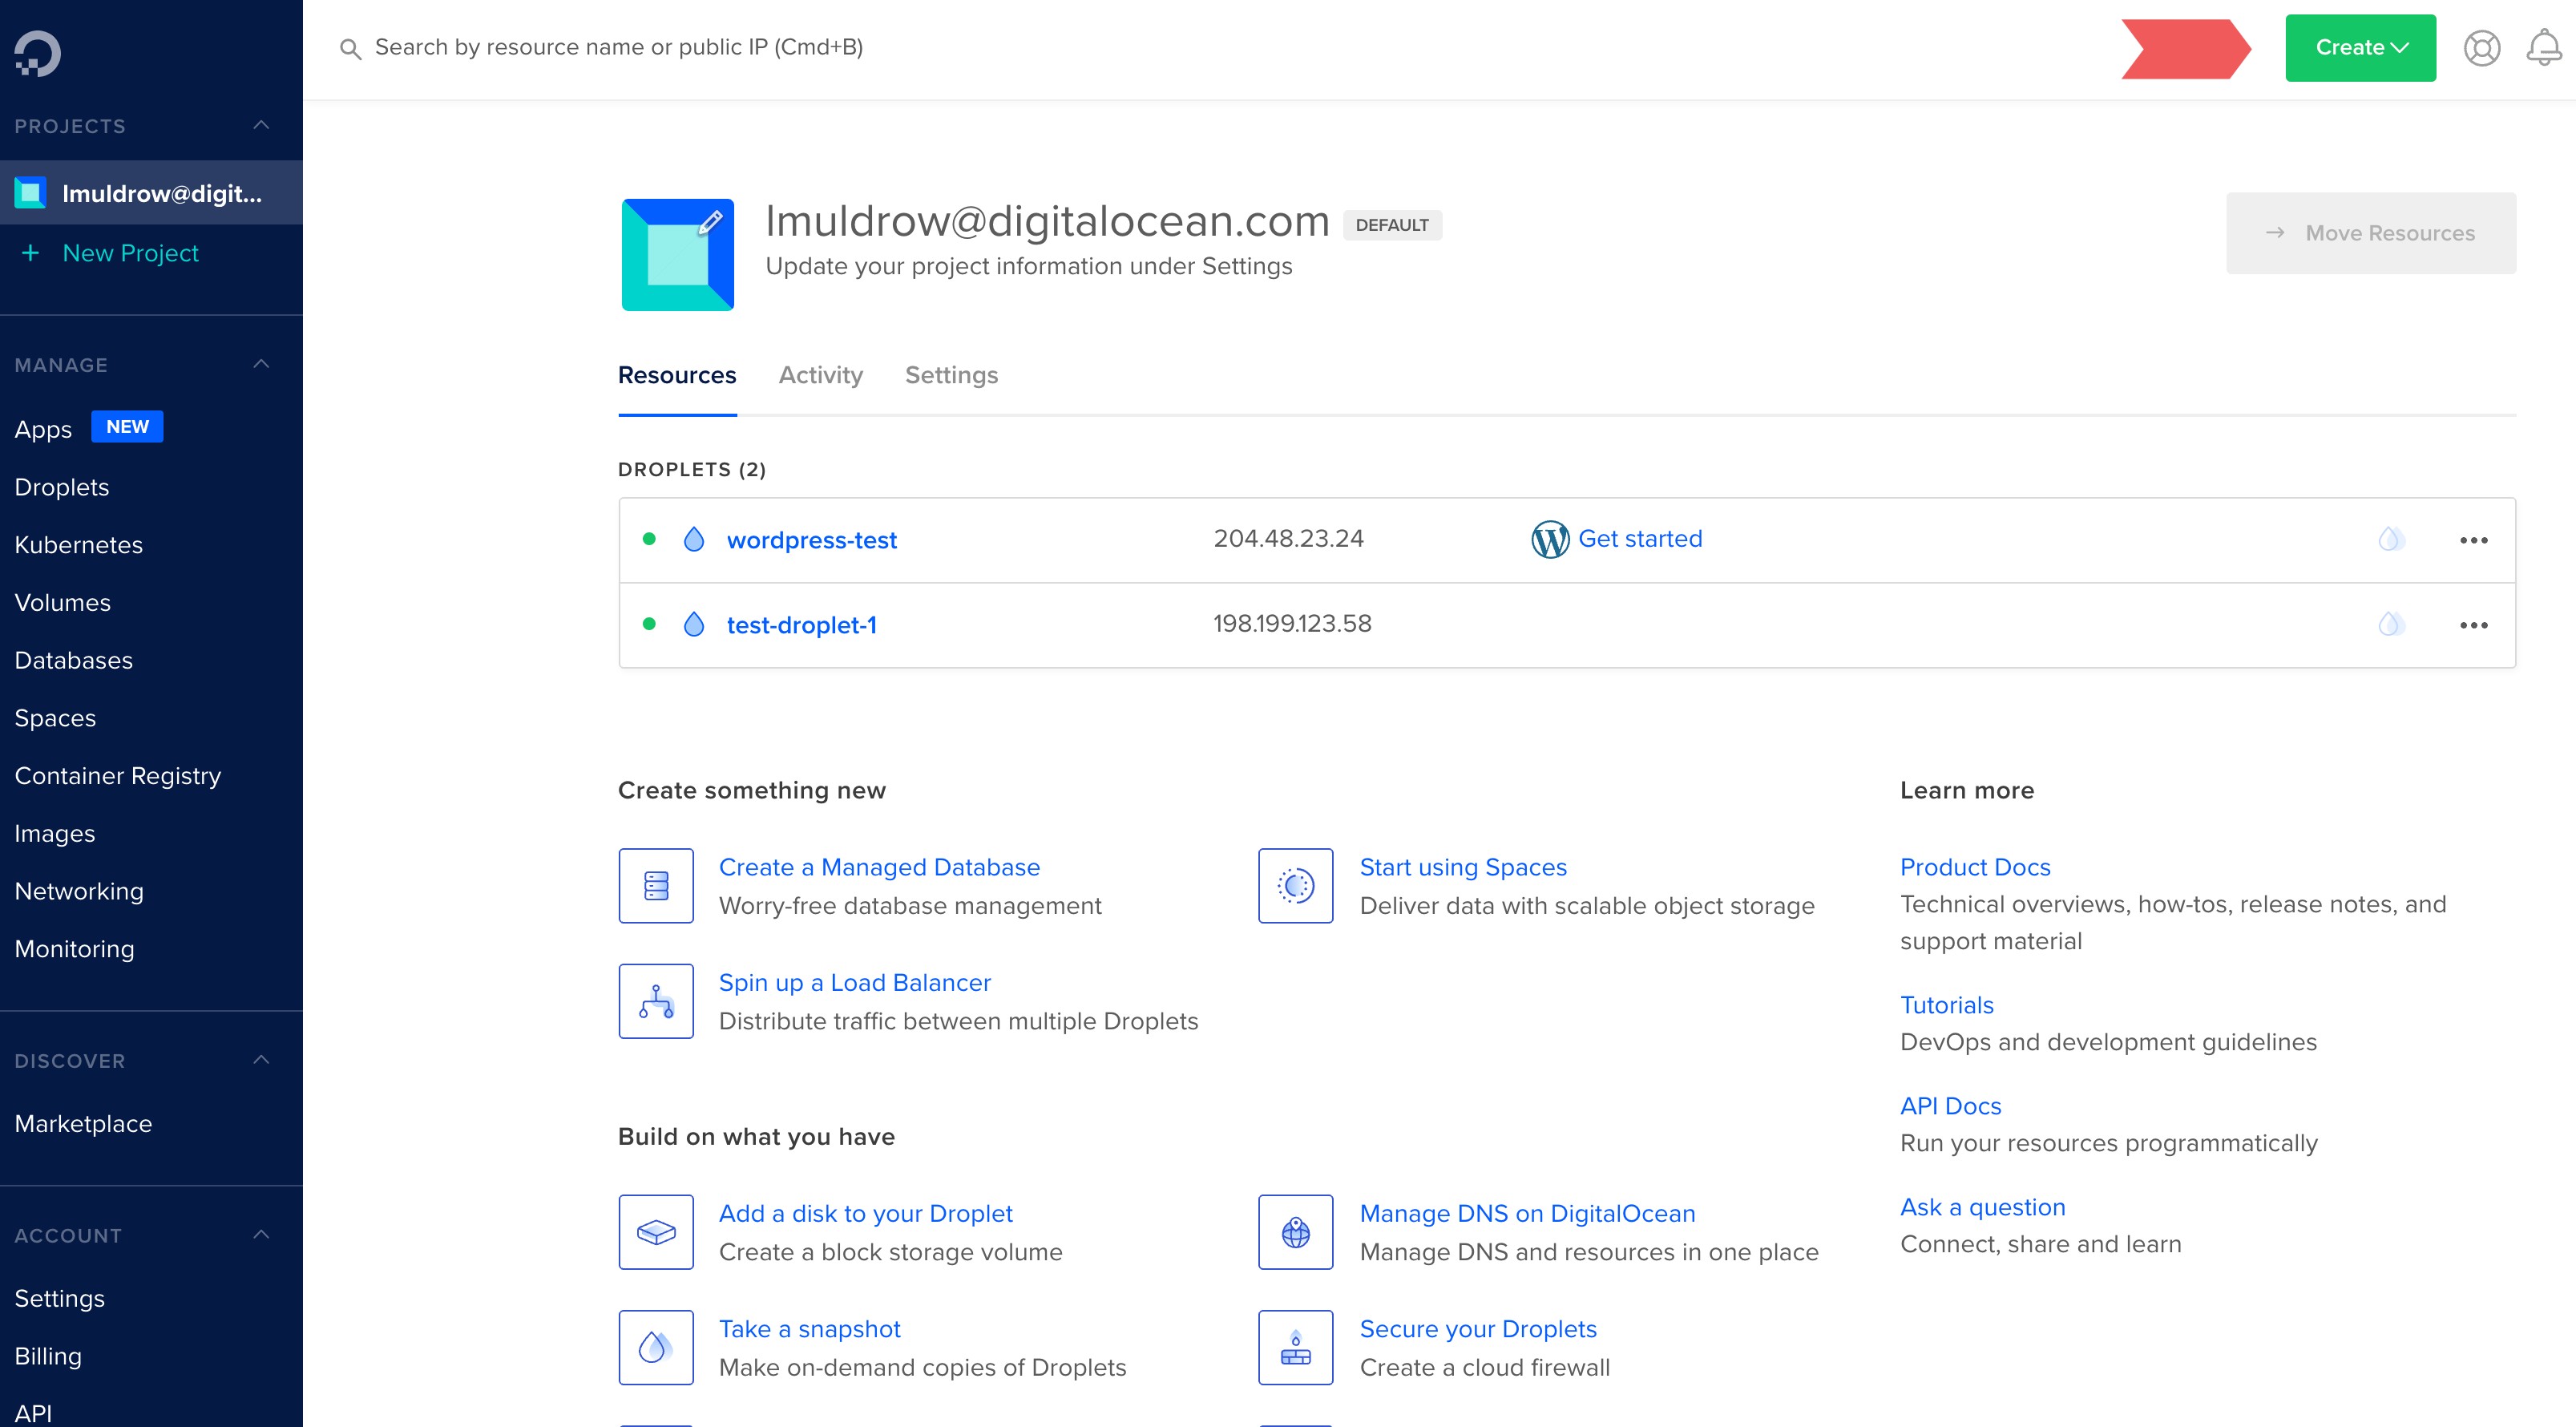 Search by resource name or public IP (Cmd+B)
Create
PROJECTS
lmuldrow@digit...
+ New Project
MANAGE
Apps NEW
Droplets
Kubernetes
Volumes
Databases
Spaces
Container Registry
Images
Networking
Monitoring
DISCOVER
Marketplace
ACCOUNT
Settings
Billing
API
lmuldrow@digitalocean.com DEFAULT
Update your project information under Settings
→ Move Resources
Resources Activity Settings
DROPLETS (2)
wordpress-test 204.48.23.24 Get started
test-droplet-1 198.199.123.58
Create something new
Create a Managed Database
Worry-free database management
Start using Spaces
Deliver data with scalable object storage
Spin up a Load Balancer
Distribute traffic between multiple Droplets
Build on what you have
Add a disk to your Droplet
Create a block storage volume
Manage DNS on DigitalOcean
Manage DNS and resources in one place
Take a snapshot
Make on-demand copies of Droplets
Secure your Droplets
Create a cloud firewall
Learn more
Product Docs
Technical overviews, how-tos, release notes, and
support material
Tutorials
DevOps and development guidelines
API Docs
Run your resources programmatically
Ask a question
Connect, share and learn